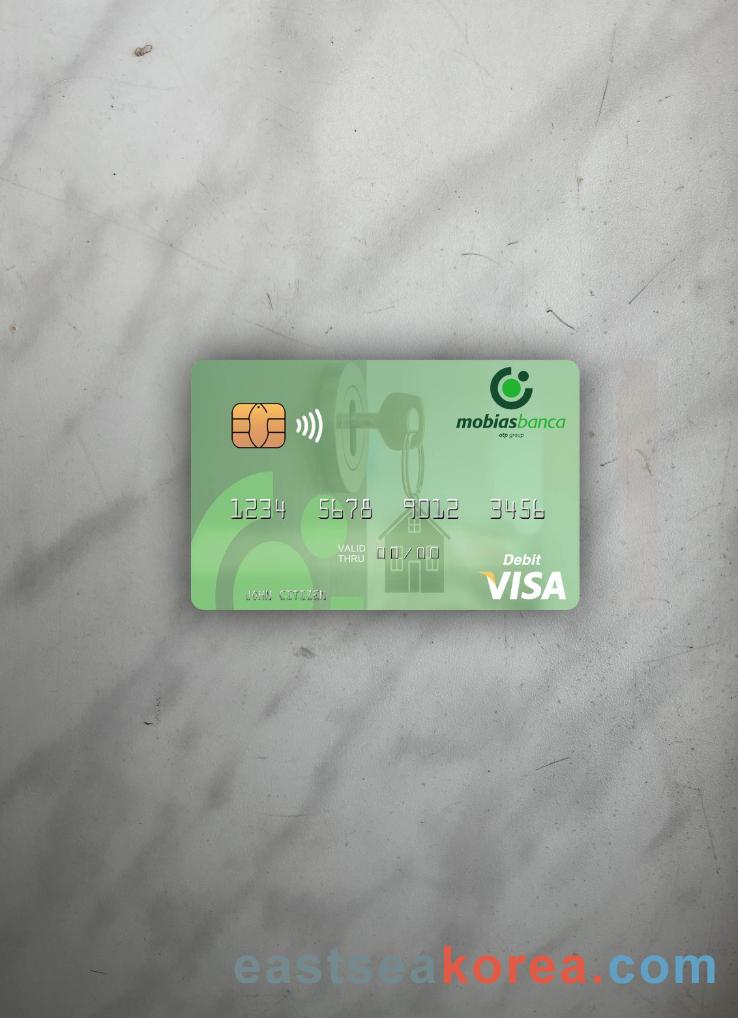 mobiasbanca
otp group
1234 5678 9012 3456
VALID
THRU 00/00
Debit
VISA
JOHN CITIZEN
eastseakorea.com